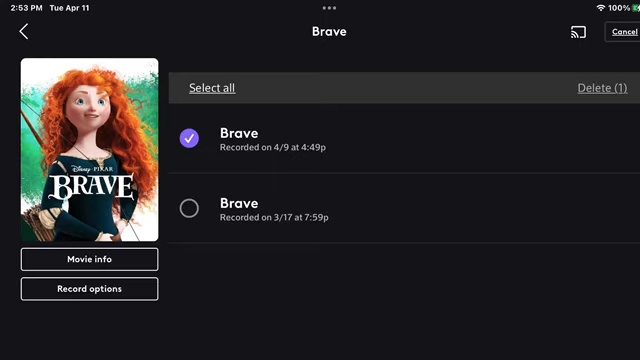 2:53 PM Tue Apr 11
100%
Brave
Cancel
Select all
Delete (1)
Brave
Recorded on 4/9 at 4:49p
Brave
Recorded on 3/17 at 7:59p
Disney · PIXAR
BRAVE
Movie info
Record options